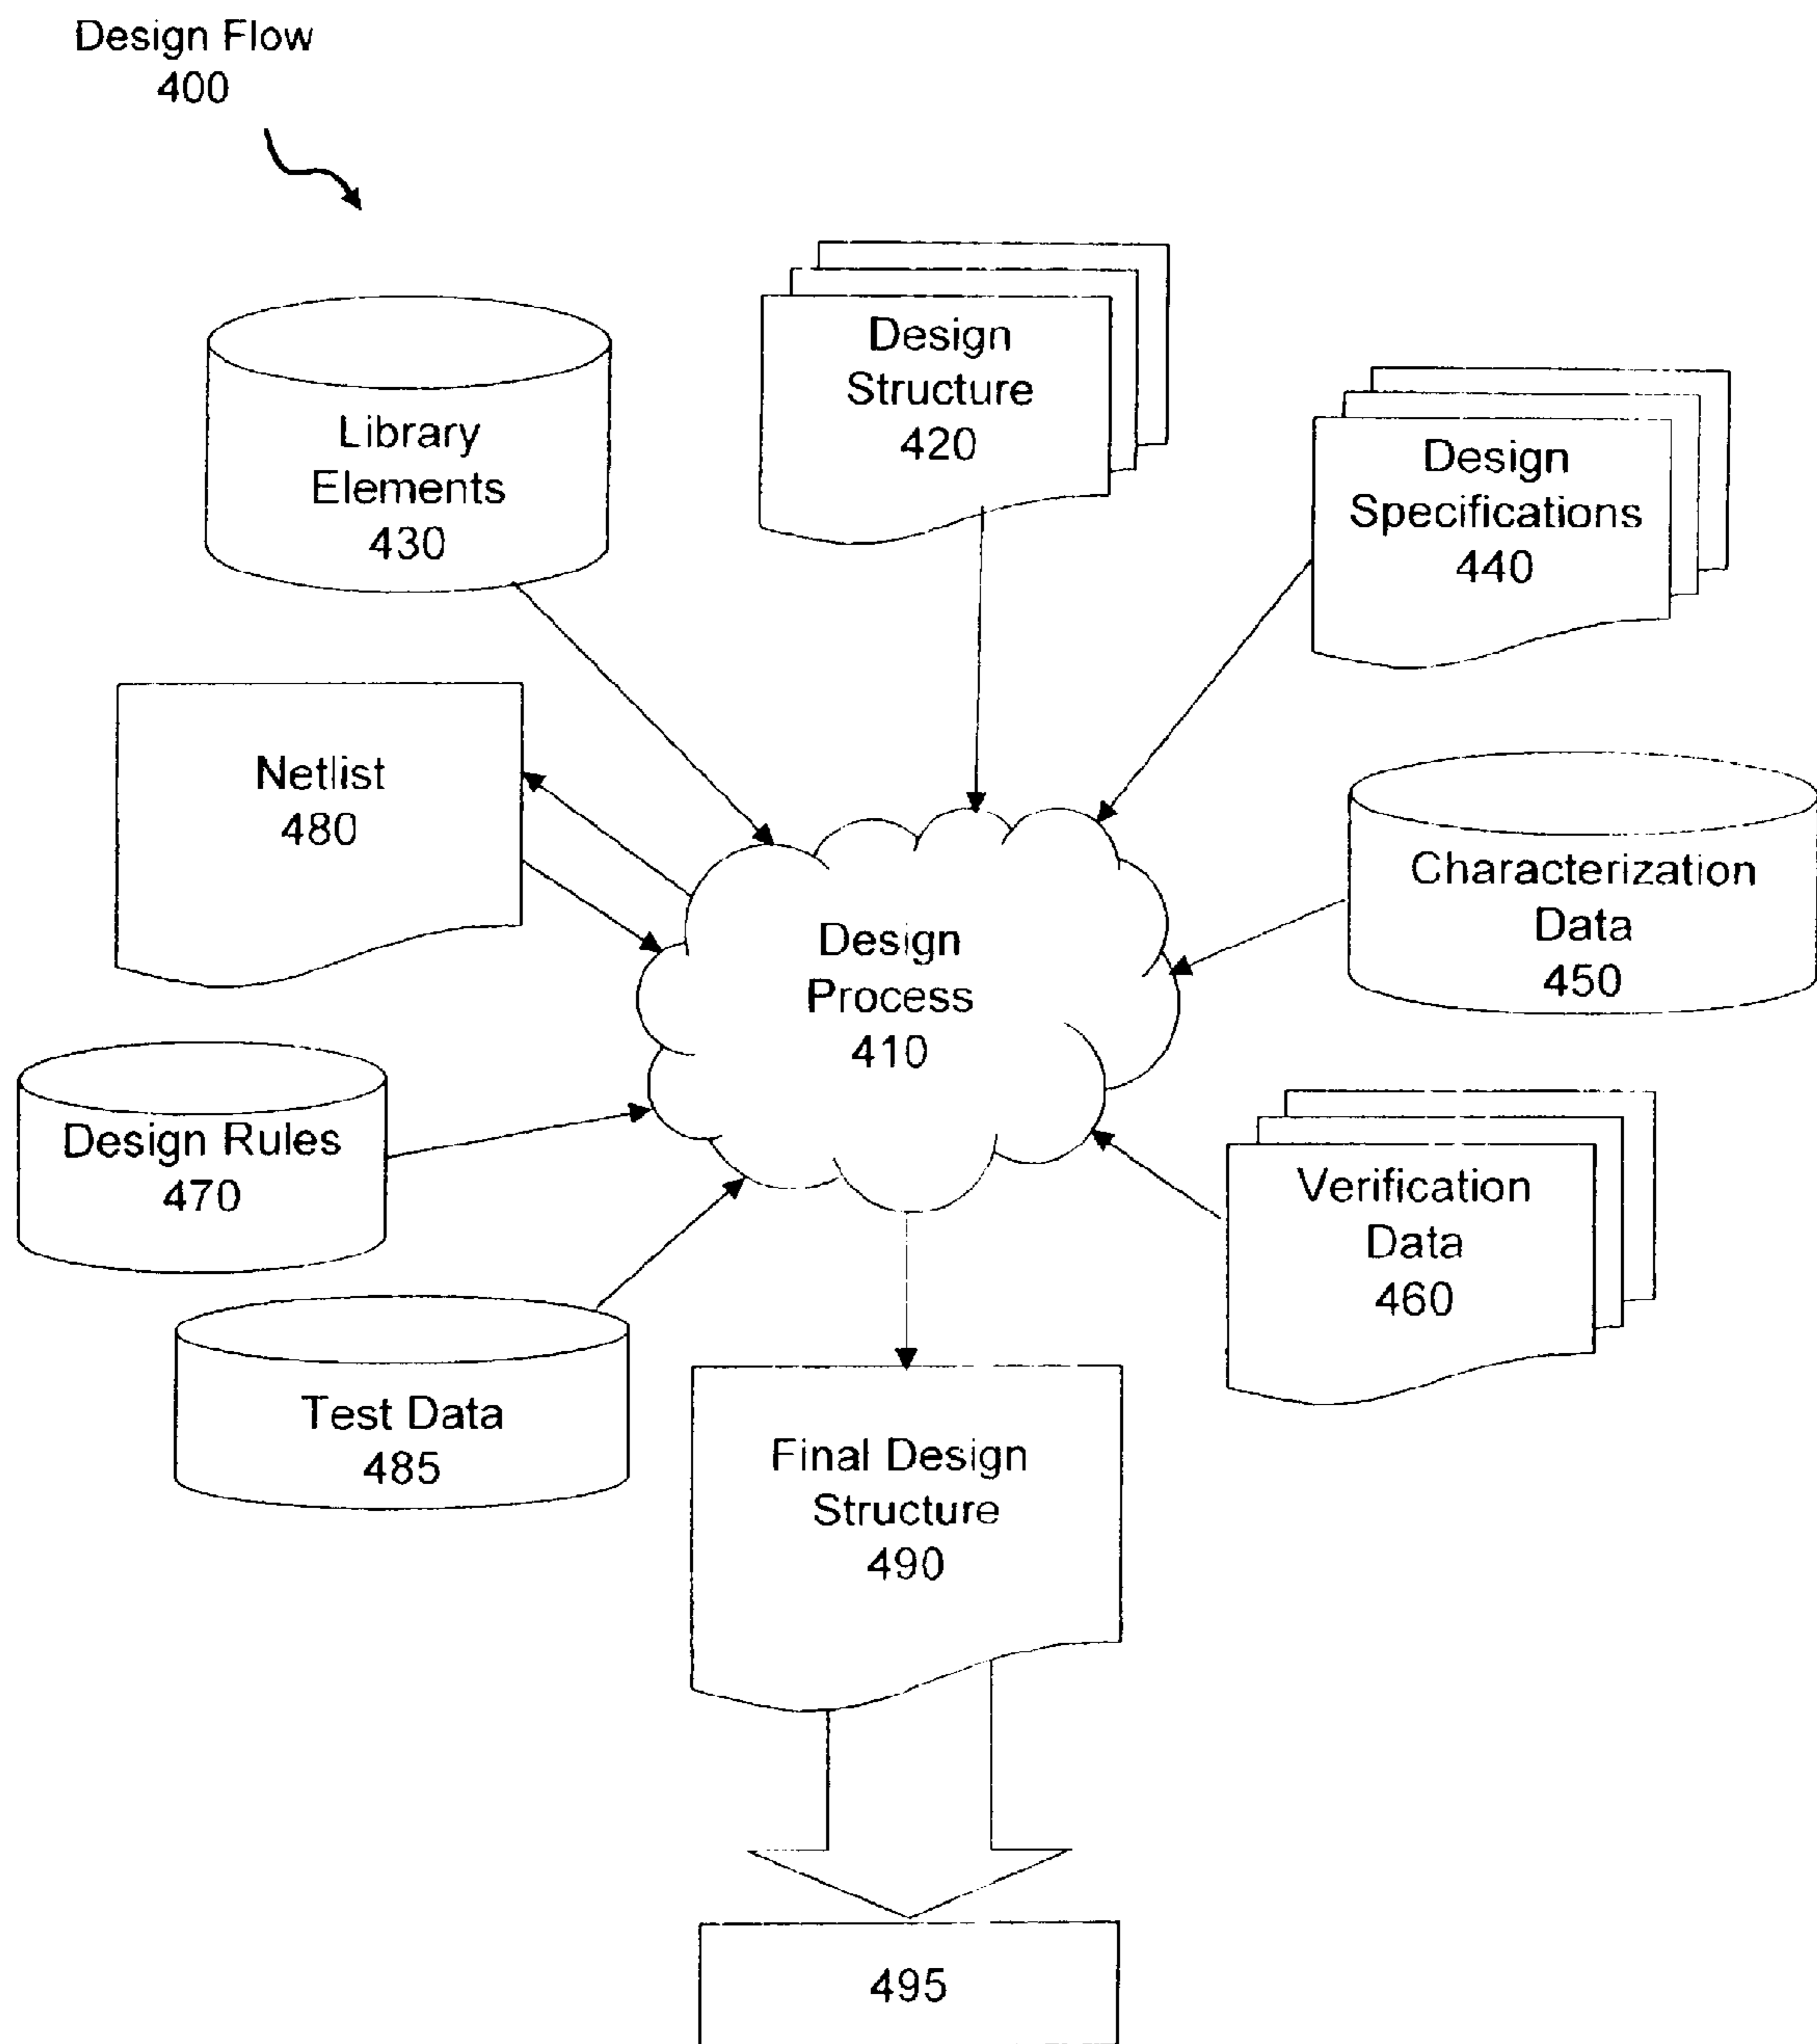 Design Flow
400
Design
Structure
420
Library
Elements
430
Design
Specifications
440
Netlist
480
Characterization
Data
450
Design
Process
410
Design Rules
470
Verification
Data
460
Test Data
485
Final Design
Structure
490
495